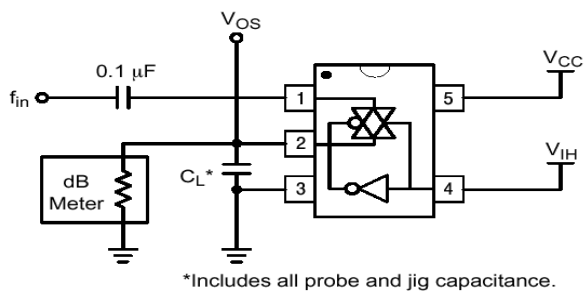 V_OS
0.1 μF
f_in
1
5
V_CC
2
dB
Meter
C_L*
3
4
V_IH
*Includes all probe and jig capacitance.